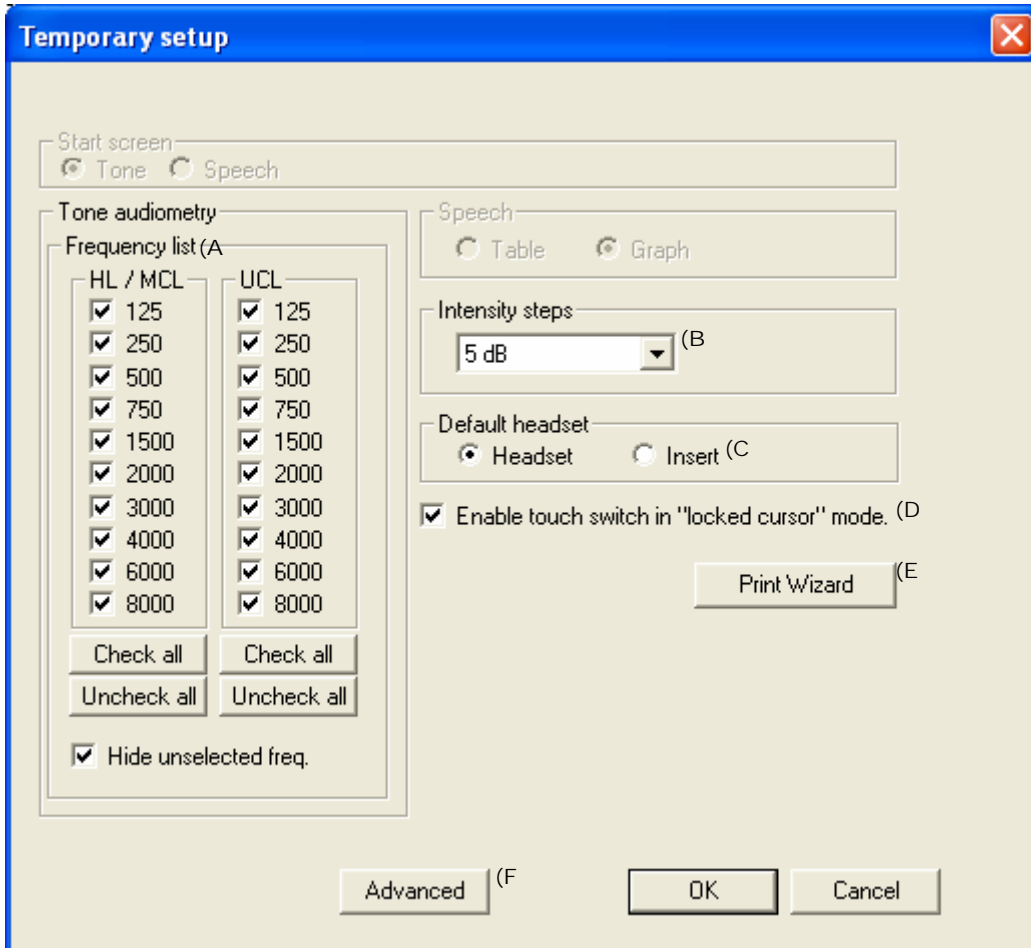 Temporary setup
Start screen
Tone Speech
Tone audiometry
Frequency list (A
HL / MCL
125
250
500
750
1500
2000
3000
4000
6000
8000
Check all
Uncheck all
UCL
125
250
500
750
1500
2000
3000
4000
6000
8000
Check all
Uncheck all
Hide unselected freq.
Speech
Table Graph
Intensity steps
5 dB (B
Default headset
Headset Insert (C
Enable touch switch in "locked cursor" mode. (D
Print Wizard (E
Advanced (F
OK
Cancel